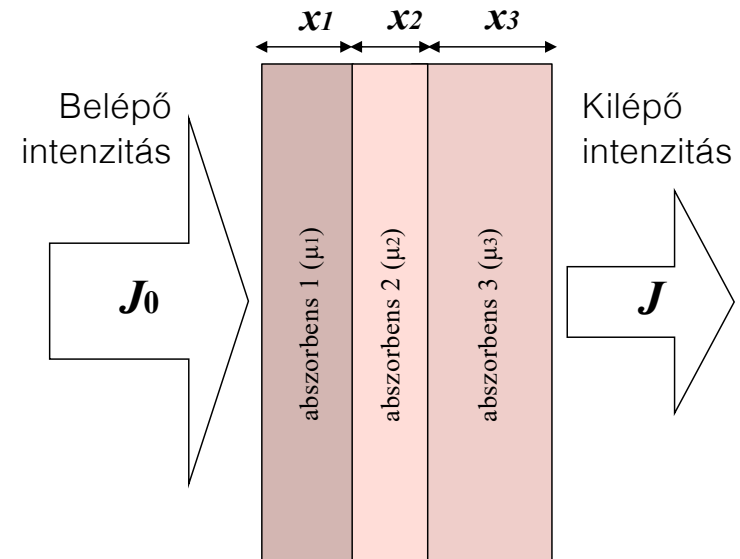 x1 x2 x3
Belépő
intenzitás
Kilépő
intenzitás
J0
abszorbens 1 (μ1)
abszorbens 2 (μ2)
abszorbens 3 (μ3)
J